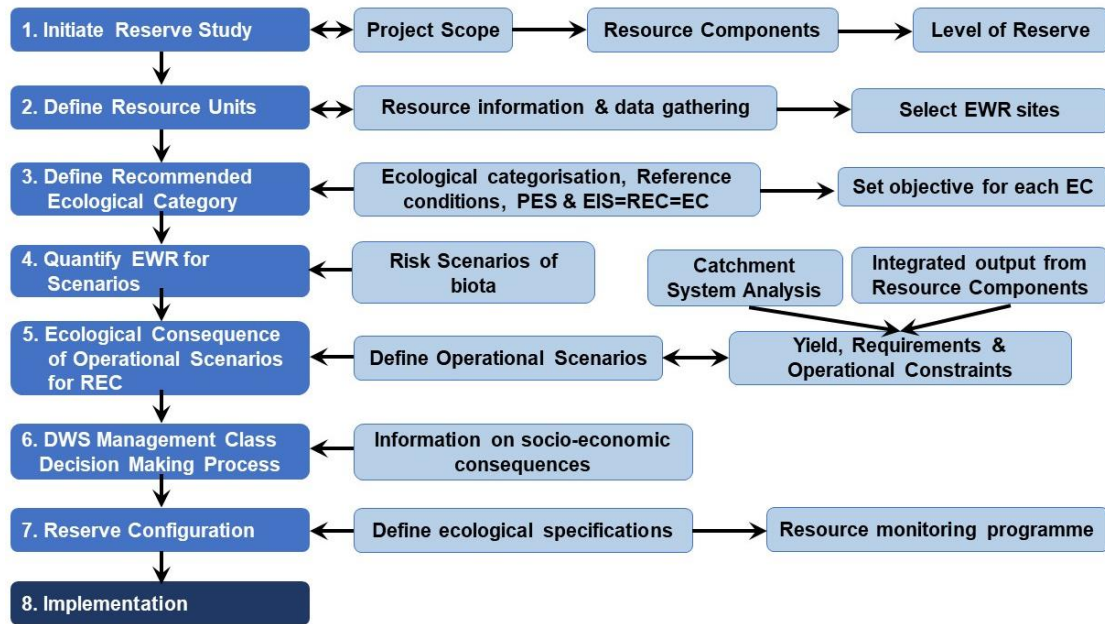 1. Initiate Reserve Study
Project Scope
Resource Components
Level of Reserve
2. Define Resource Units
Resource information & data gathering
Select EWR sites
3. Define Recommended
Ecological Category
Ecological categorisation, Reference
conditions, PES & EIS=REC=EC
Set objective for each EC
4. Quantify EWR for
Scenarios
Risk Scenarios of
biota
Catchment
System Analysis
Integrated output from
Resource Components
5. Ecological Consequence
of Operational Scenarios
for REC
Define Operational Scenarios
Yield, Requirements &
Operational Constraints
6. DWS Management Class
Decision Making Process
Information on socio-economic
consequences
7. Reserve Configuration
Define ecological specifications
Resource monitoring programme
8. Implementation